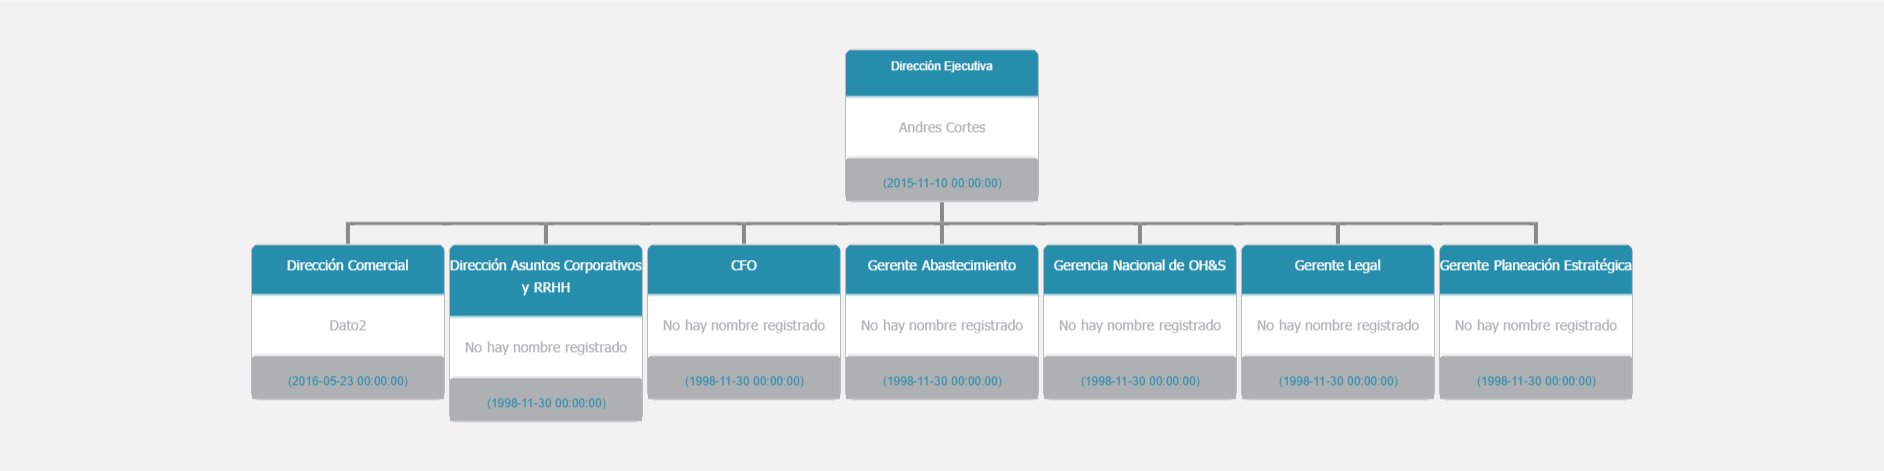 Dirección Ejecutiva
Andres Cortes
(2015-11-10 00:00:00)
Dirección Comercial
Dato2
(2016-05-23 00:00:00)
Dirección Asuntos Corporativos
y RRHH
No hay nombre registrado
(1998-11-30 00:00:00)
CFO
No hay nombre registrado
(1998-11-30 00:00:00)
Gerente Abastecimiento
No hay nombre registrado
(1998-11-30 00:00:00)
Gerencia Nacional de OH&S
No hay nombre registrado
(1998-11-30 00:00:00)
Gerente Legal
No hay nombre registrado
(1998-11-30 00:00:00)
Gerente Planeación Estratégica
No hay nombre registrado
(1998-11-30 00:00:00)